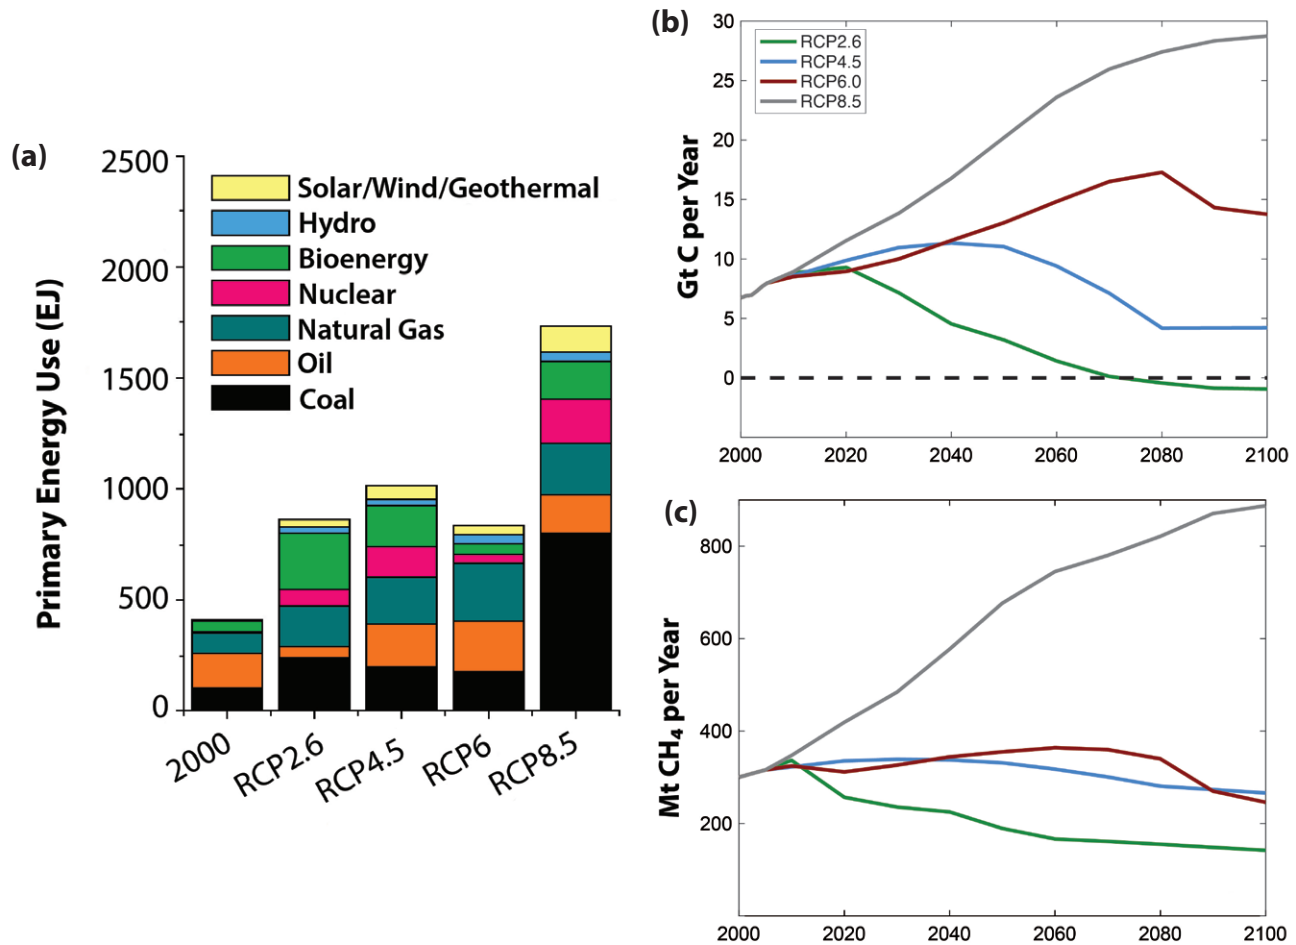 (a)
Primary Energy Use (EJ)
2500
2000
1500
1000
500
0
Solar/Wind/Geothermal
Hydro
Bioenergy
Nuclear
Natural Gas
Oil
Coal
2000
RCP2.6
RCP4.5
RCP6
RCP8.5
(b)
Gt C per Year
30
25
20
15
10
5
0
RCP2.6
RCP4.5
RCP6.0
RCP8.5
2000 2020 2040 2060 2080 2100
(c)
Mt CH₄ per Year
800
600
400
200
2000 2020 2040 2060 2080 2100